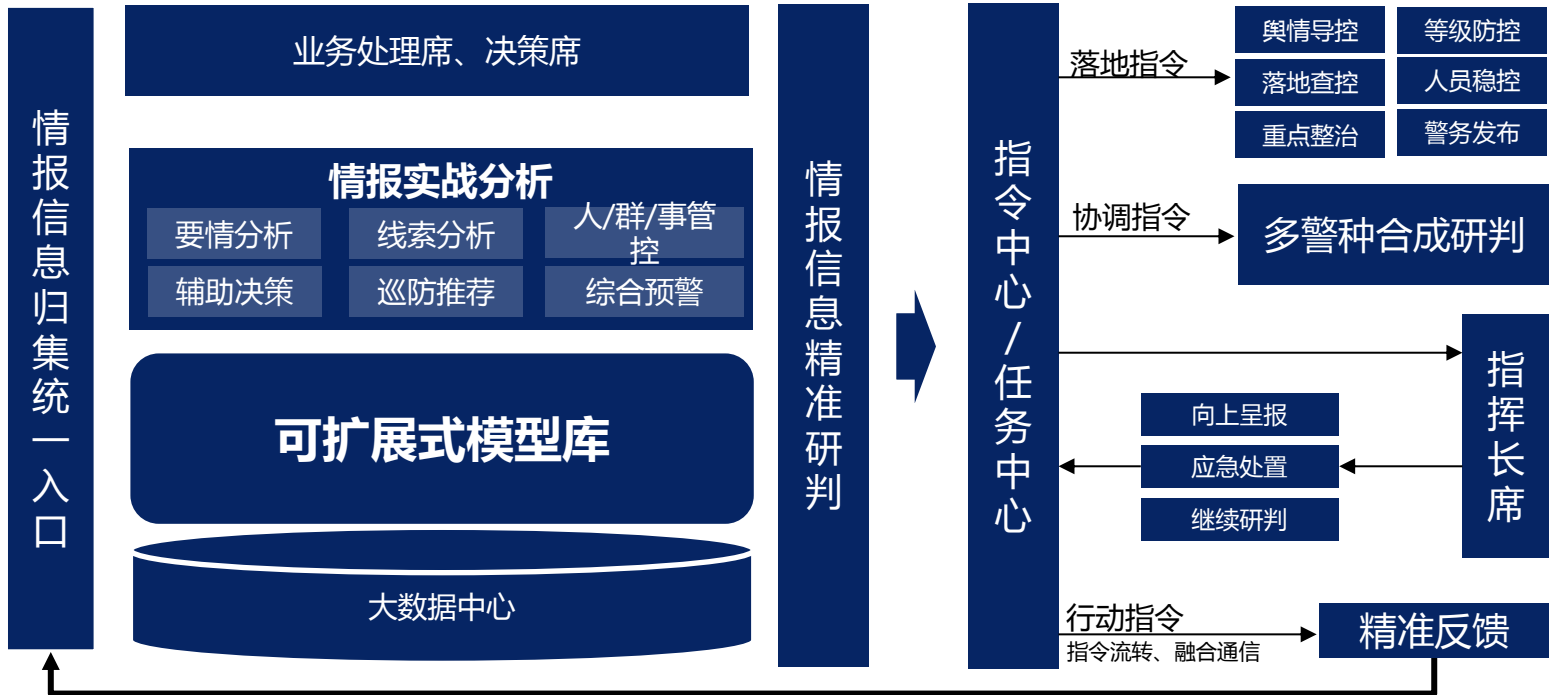 情报信息归集统一入口
业务处理席、决策席
情报实战分析
要情分析
线索分析
人/群/事管
控
辅助决策
巡防推荐
综合预警
可扩展式模型库
大数据中心
情报信息精准研判
指令中心/任务中心
落地指令
舆情导控
等级防控
落地查控
人员稳控
重点整治
警务发布
协调指令
多警种合成研判
指挥长席
向上呈报
应急处置
继续研判
行动指令
指令流转、融合通信
精准反馈